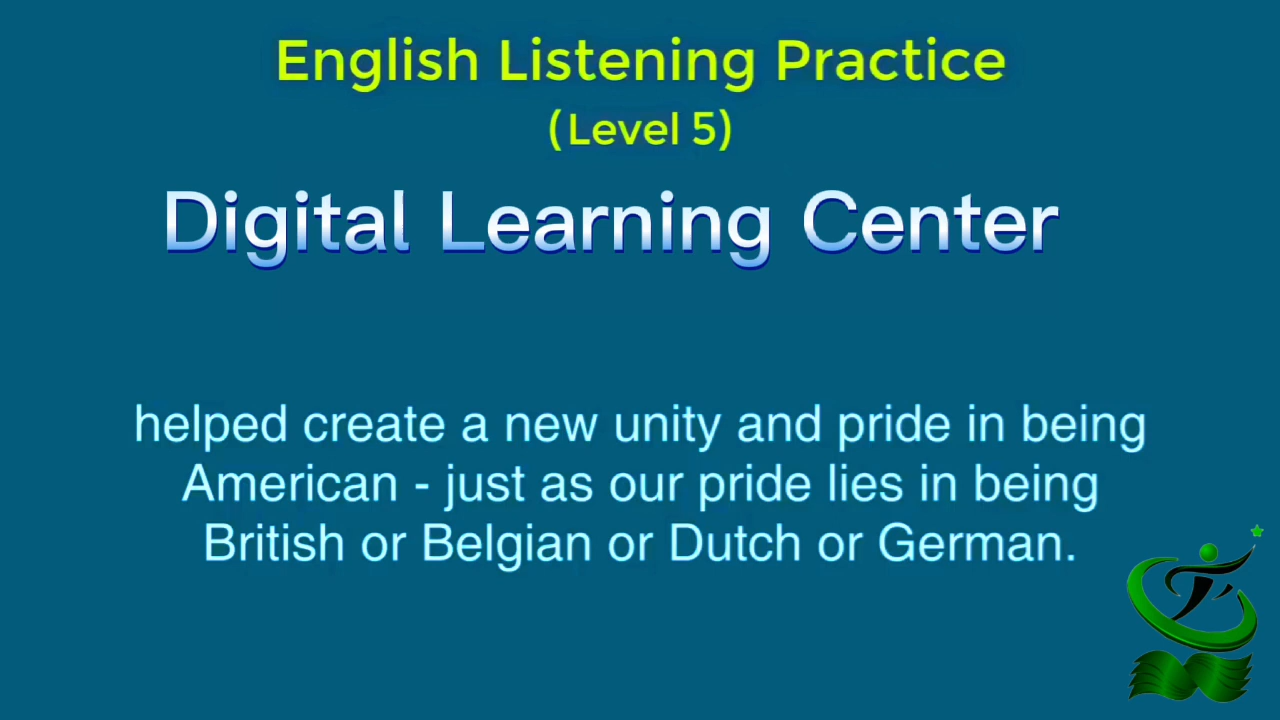 English Listening Practice
(Level 5)
Digital Learning Center
helped create a new unity and pride in being
American - just as our pride lies in being
British or Belgian or Dutch or German.